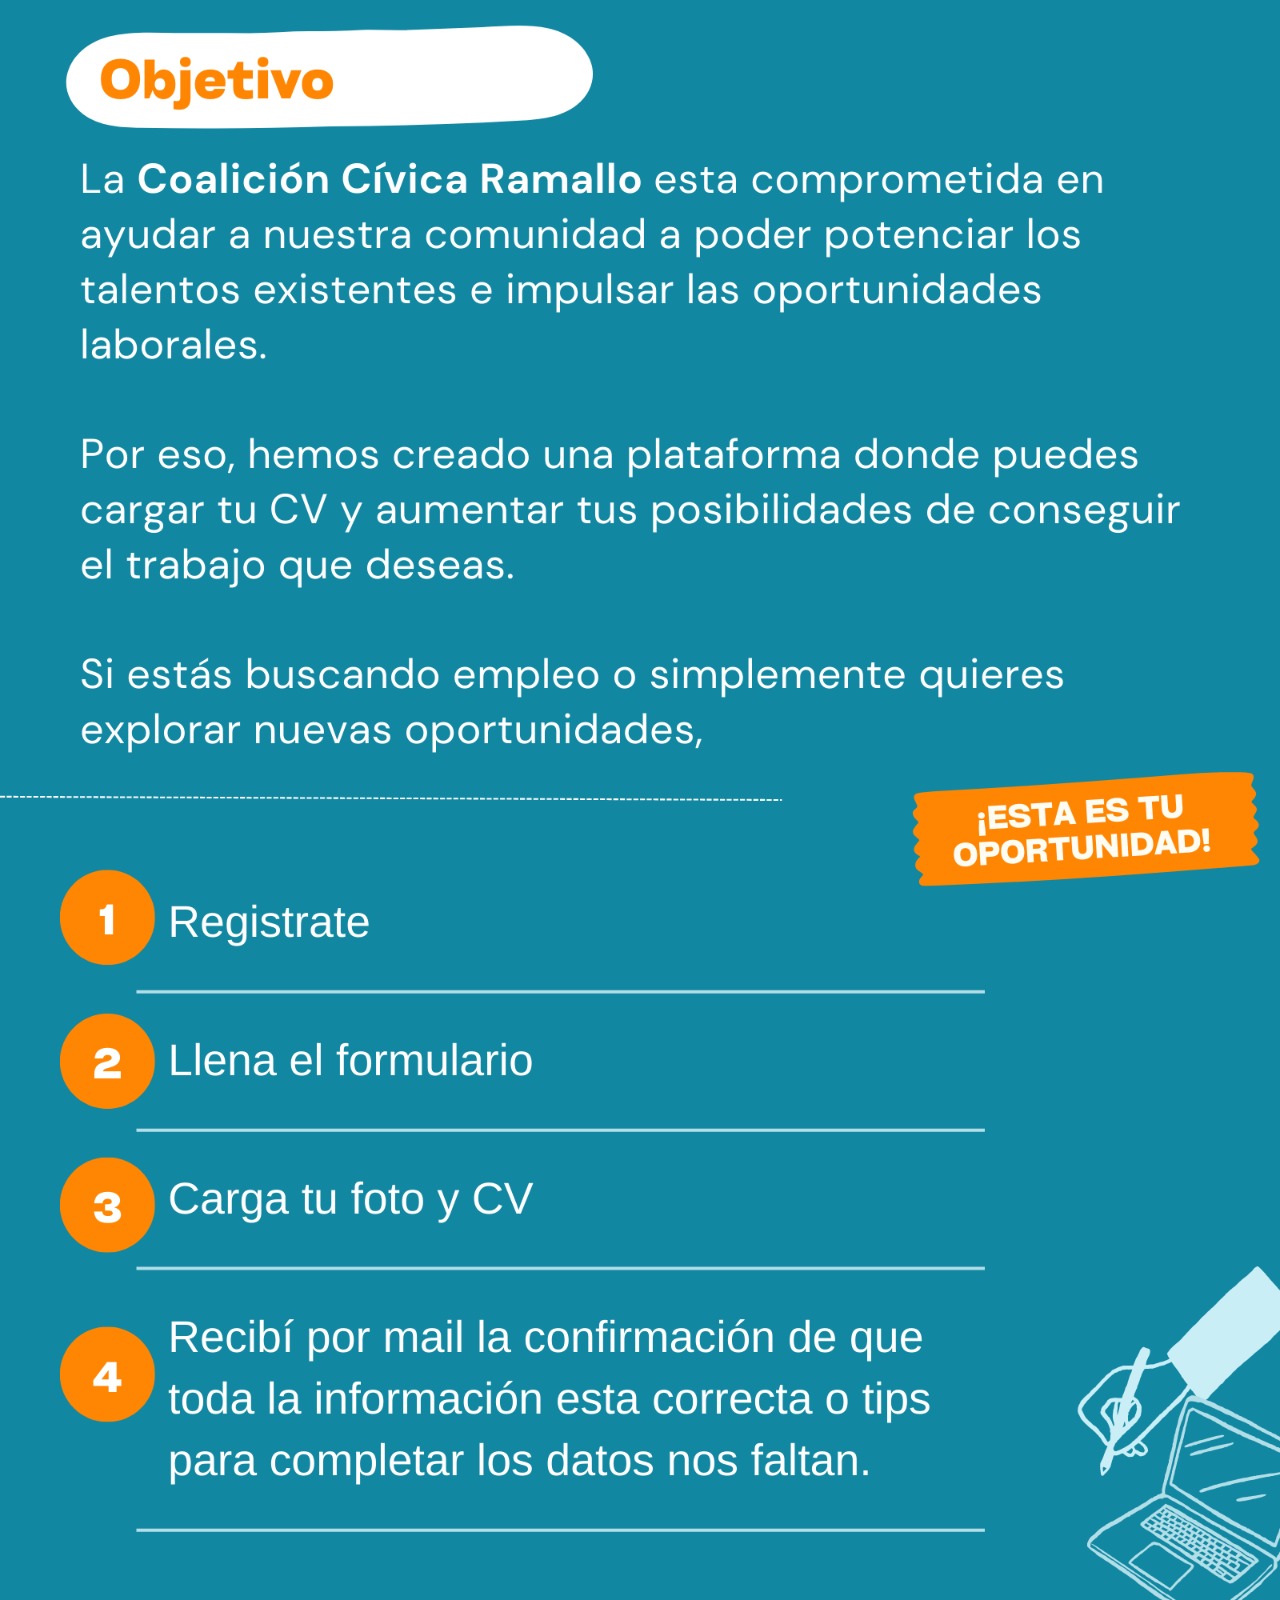 Objetivo
La Coalición Cívica Ramallo esta comprometida en
ayudar a nuestra comunidad a poder potenciar los
talentos existentes e impulsar las oportunidades
laborales.
Por eso, hemos creado una plataforma donde puedes
cargar tu CV y aumentar tus posibilidades de conseguir
el trabajo que deseas.
Si estás buscando empleo o simplemente quieres
explorar nuevas oportunidades,
¡ESTA ES TU
OPORTUNIDAD!
1 Registrate
2 Llena el formulario
3 Carga tu foto y CV
4 Recibí por mail la confirmación de que
toda la información esta correcta o tips
para completar los datos nos faltan.